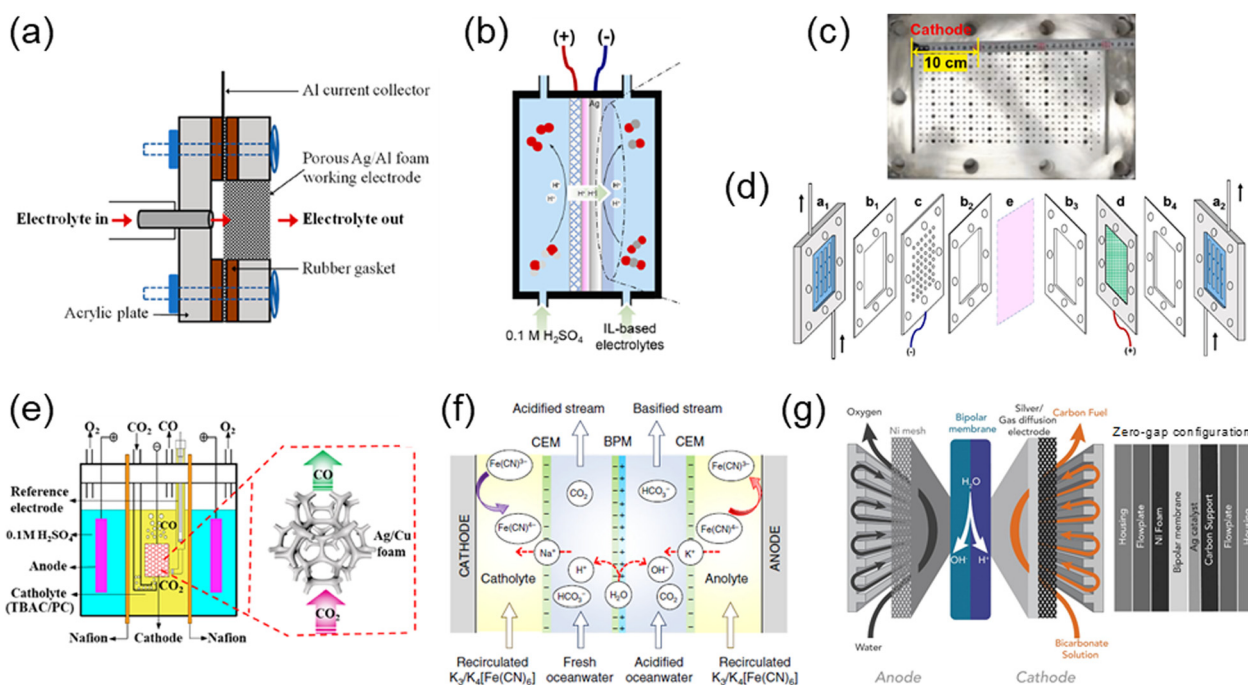 (a)
Al current collector
Porous Ag/Al foam
working electrode
Electrolyte in
Electrolyte out
Rubber gasket
Acrylic plate
(b)
(+) (-)
Ag
H⁺
H⁺
H⁺ H⁺
H⁺
H⁺
0.1 M H₂SO₄
IL-based
electrolytes
(c)
Cathode
10 cm
(d)
a₁ b₁ c b₂ e b₃ d b₄ a₂
(-) (+)
(e)
O₂ CO₂ CO O₂
Reference
electrode
0.1M H₂SO₄
Anode
Catholyte
(TBAC/PC)
CO
CO₂
Nafion Cathode Nafion
CO
Ag/Cu
foam
CO₂
(f)
Acidified stream Basified stream
CEM BPM CEM
Fe(CN)³⁻ Fe(CN)³⁻
CO₂ HCO₃⁻
Fe(CN)⁴⁻ Fe(CN)⁴⁻
CATHODE ANODE
Na⁺ K⁺
Catholyte H⁺ OH⁻ Anolyte
HCO₃⁻ H₂O CO₂
Recirculated Fresh Acidified Recirculated
K₃/K₄[Fe(CN)₆] oceanwater oceanwater K₃/K₄[Fe(CN)₆]
(g)
Oxygen
Ni mesh
Bipolar
membrane
Silver/
Gas diffusion
electrode
Carbon Fuel
H₂O
OH⁻ H⁺
Water
Bicarbonate
Solution
Anode Cathode
Zero-gap configuration
Housing
Flowplate
Ni Foam
Bipolar membrane
Ag catalyst
Carbon Support
Flowplate
Housing